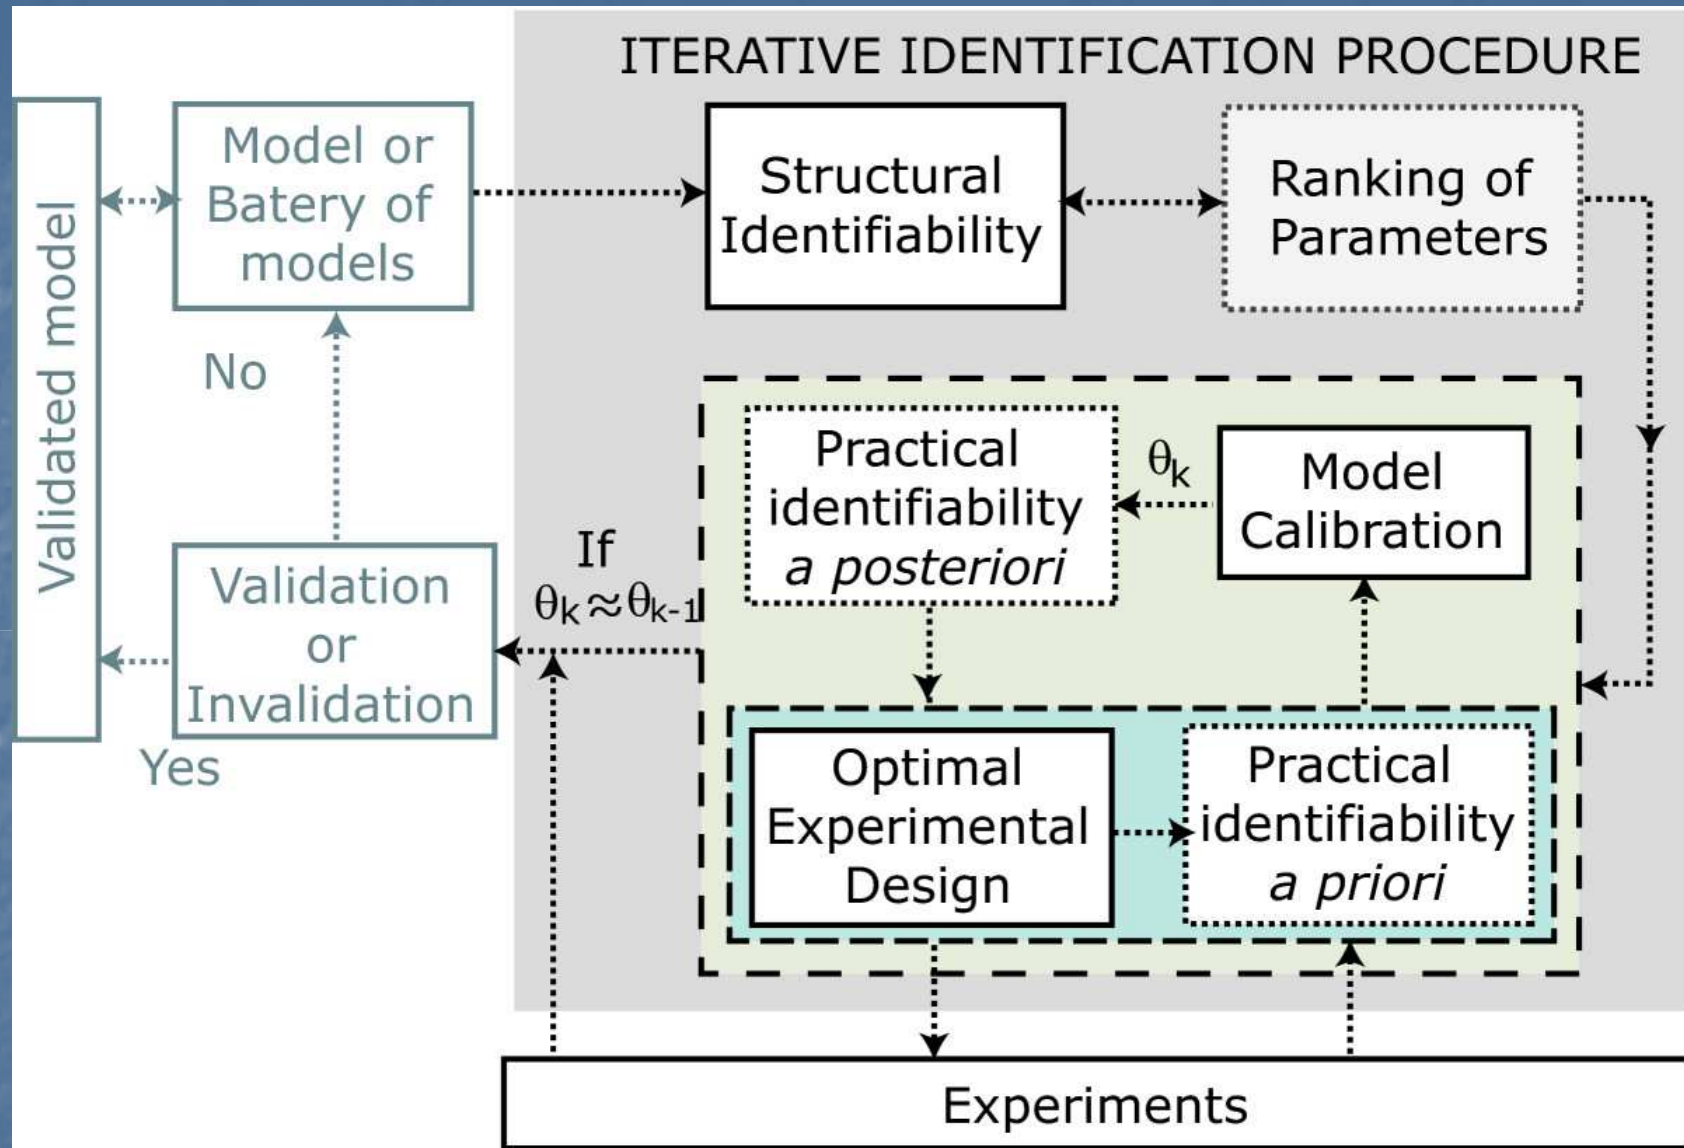 ITERATIVE IDENTIFICATION PROCEDURE
Validated model
Model or
Batery of
models
Structural
Identifiability
Ranking of
Parameters
No
Practical
identifiability
a posteriori
θk
Model
Calibration
If
θk≈θk-1
Validation
or
Invalidation
Yes
Optimal
Experimental
Design
Practical
identifiability
a priori
Experiments